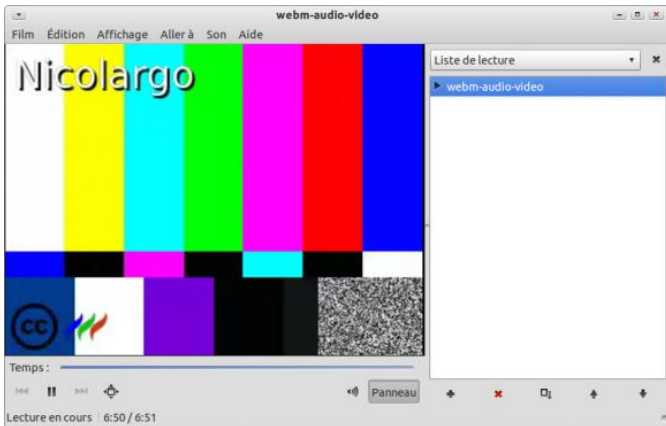 webm-audio-video
Film Édition Affichage Aller à Son Aide
Nicolargo
Liste de lecture
webm-audio-video
cc
Temps :
Panneau
Lecture en cours 6:50 / 6:51